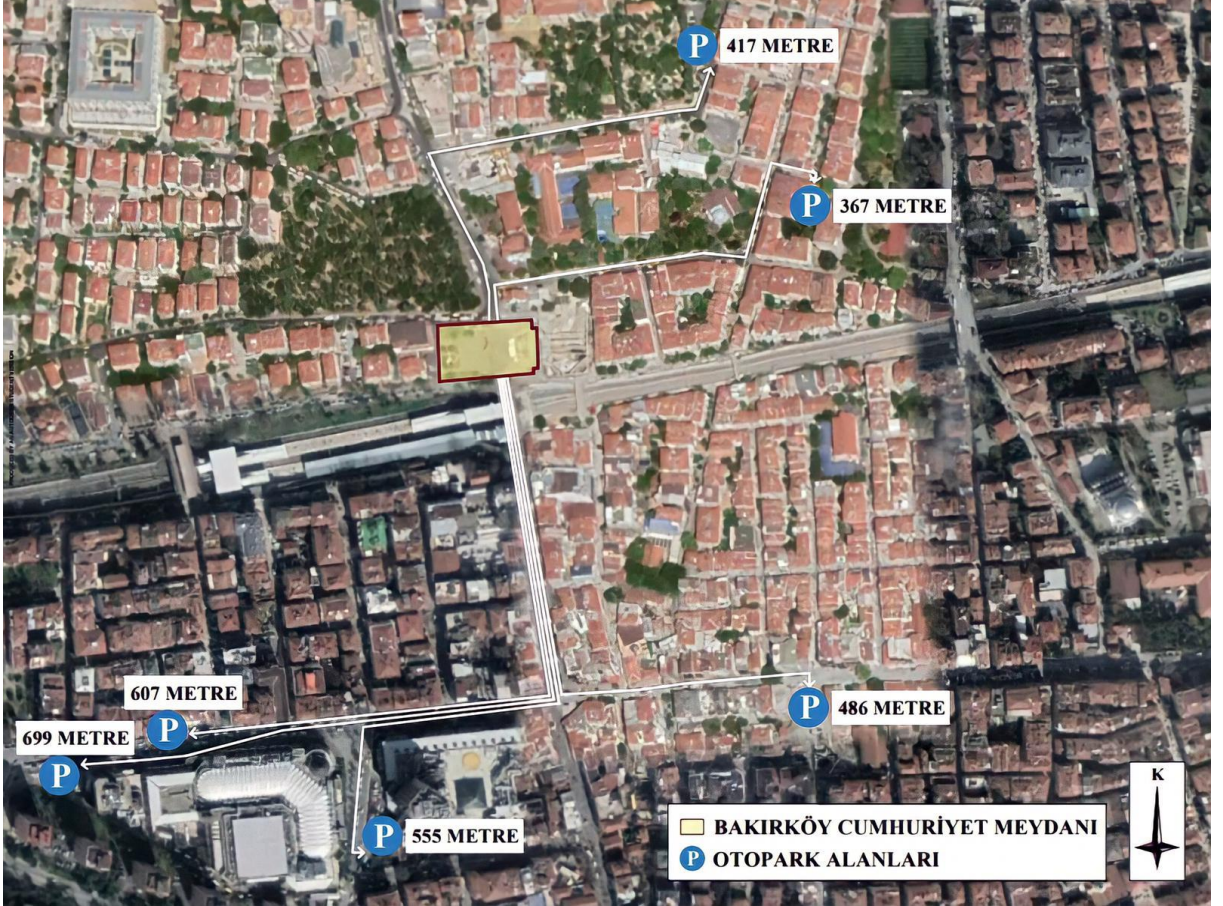 P 417 METRE
P 367 METRE
607 METRE
P
699 METRE
P
P 486 METRE
P 555 METRE
K
BAKIRKÖY CUMHURİYET MEYDANI
P OTOPARK ALANLARI